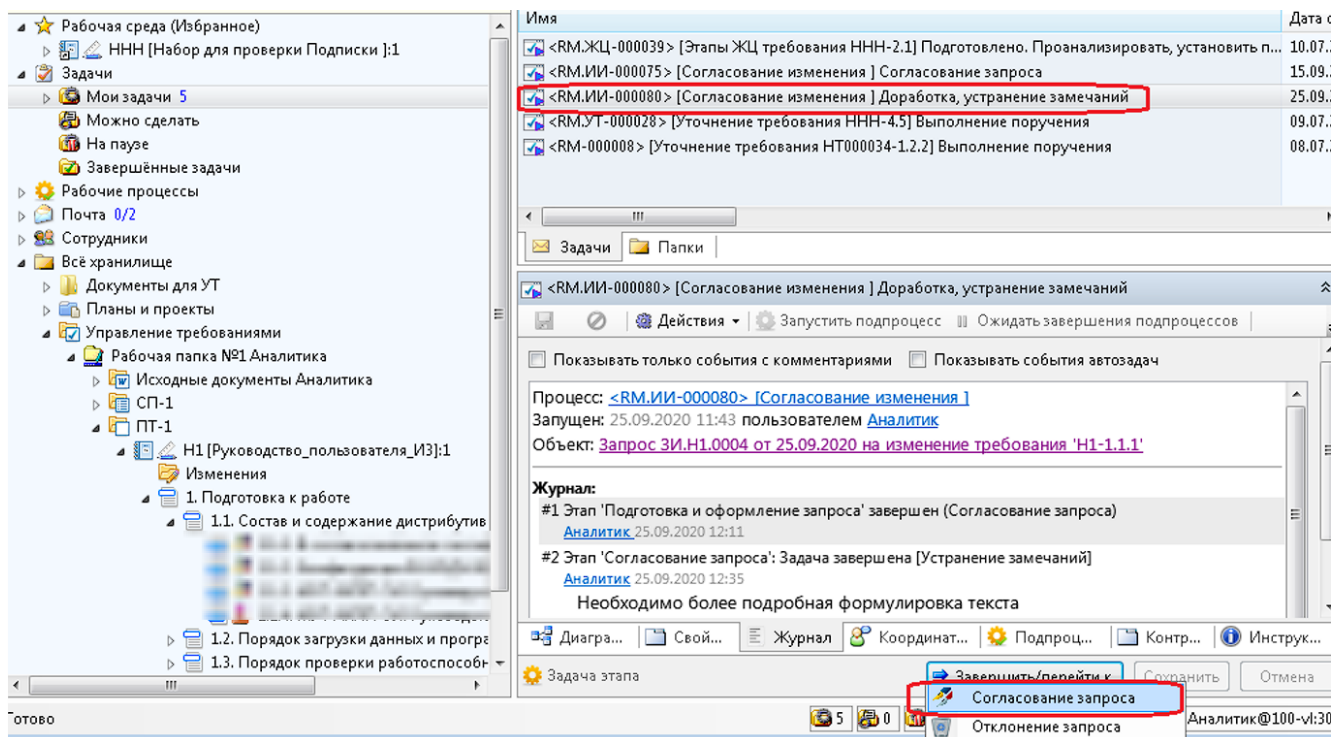 Рабочая среда (Избранное)
ННН [Набор для проверки Подписки ]:1
Задачи
Мои задачи 5
Можно сделать
На паузе
Завершённые задачи
Рабочие процессы
Почта 0/2
Сотрудники
Всё хранилище
Документы для УТ
Планы и проекты
Управление требованиями
Рабочая папка №1 Аналитика
Исходные документы Аналитика
СП-1
ПТ-1
Н1 [Руководство_пользователя_ИЗ]:1
Изменения
1. Подготовка к работе
1.1. Состав и содержание дистрибутив
1.2. Порядок загрузки данных и програ
1.3. Порядок проверки работоспособн
Имя
Дата с
<RM.ЖЦ-000039> [Этапы ЖЦ требования ННН-2.1] Подготовлено. Проанализировать, установить п... 10.07.
<RM.ИИ-000075> [Согласование изменения ] Согласование запроса 15.09.
<RM.ИИ-000080> [Согласование изменения ] Доработка, устранение замечаний 25.09.
<RM.УТ-000028> [Уточнение требования ННН-4.5] Выполнение поручения 09.07.
<RM-000008> [Уточнение требования НТ000034-1.2.2] Выполнение поручения 08.07.
Задачи Папки
<RM.ИИ-000080> [Согласование изменения ] Доработка, устранение замечаний
Действия Запустить подпроцесс Ожидать завершения подпроцессов
Показывать только события с комментариями Показывать события автозадач
Процесс: <RM.ИИ-000080> [Согласование изменения ]
Запущен: 25.09.2020 11:43 пользователем Аналитик
Объект: Запрос ЗИ.Н1.0004 от 25.09.2020 на изменение требования 'Н1-1.1.1'
Журнал:
#1 Этап 'Подготовка и оформление запроса' завершен (Согласование запроса)
Аналитик 25.09.2020 12:11
#2 Этап 'Согласование запроса': Задача завершена [Устранение замечаний]
Аналитик 25.09.2020 12:35
Необходимо более подробная формулировка текста
Диагра... Свой... Журнал Координат... Подпроц... Контр... Инструк...
Задача этапа Завершить/перейти к Сохранить Отмена
Согласование запроса
Отклонение запроса
Готово 5 0 Аналитик@100-vl:30